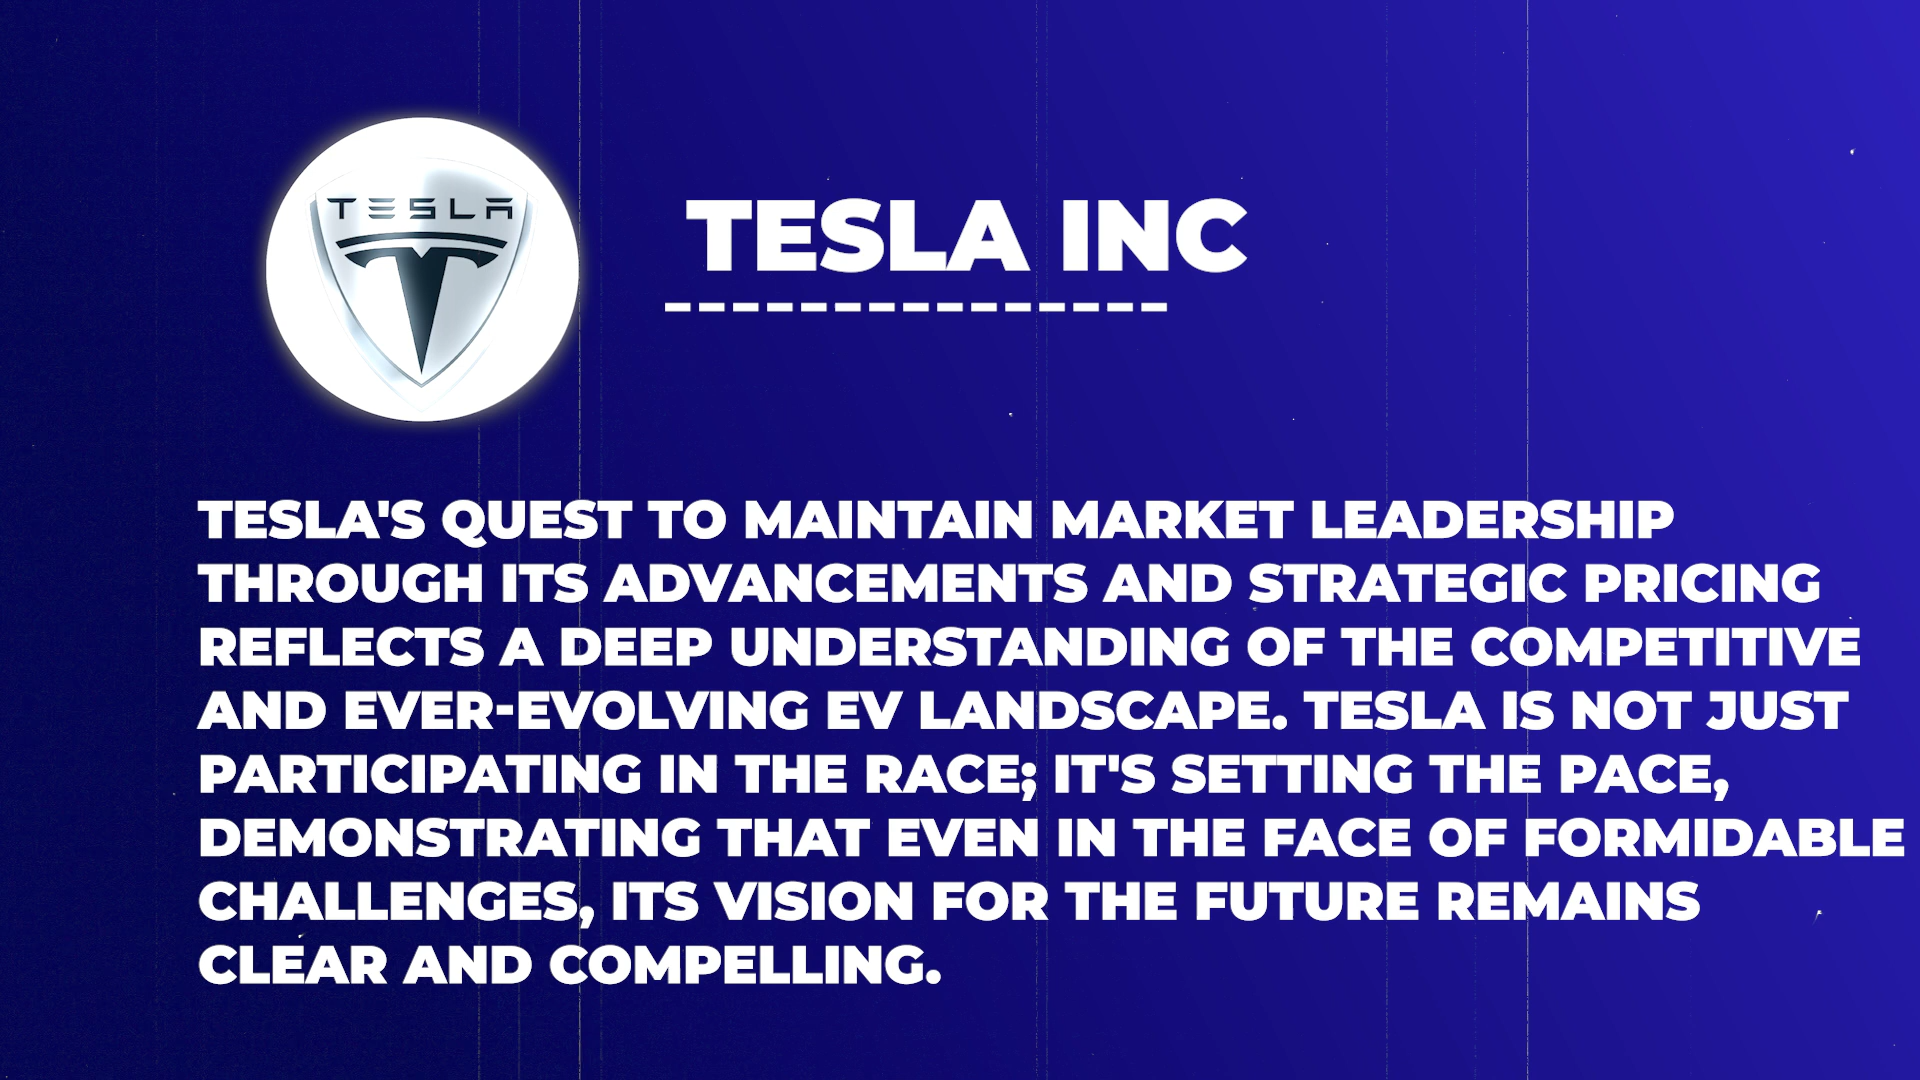 TESLA
TESLA INC
TESLA'S QUEST TO MAINTAIN MARKET LEADERSHIP
THROUGH ITS ADVANCEMENTS AND STRATEGIC PRICING
REFLECTS A DEEP UNDERSTANDING OF THE COMPETITIVE
AND EVER-EVOLVING EV LANDSCAPE. TESLA IS NOT JUST
PARTICIPATING IN THE RACE; IT'S SETTING THE PACE,
DEMONSTRATING THAT EVEN IN THE FACE OF FORMIDABLE
CHALLENGES, ITS VISION FOR THE FUTURE REMAINS
CLEAR AND COMPELLING.